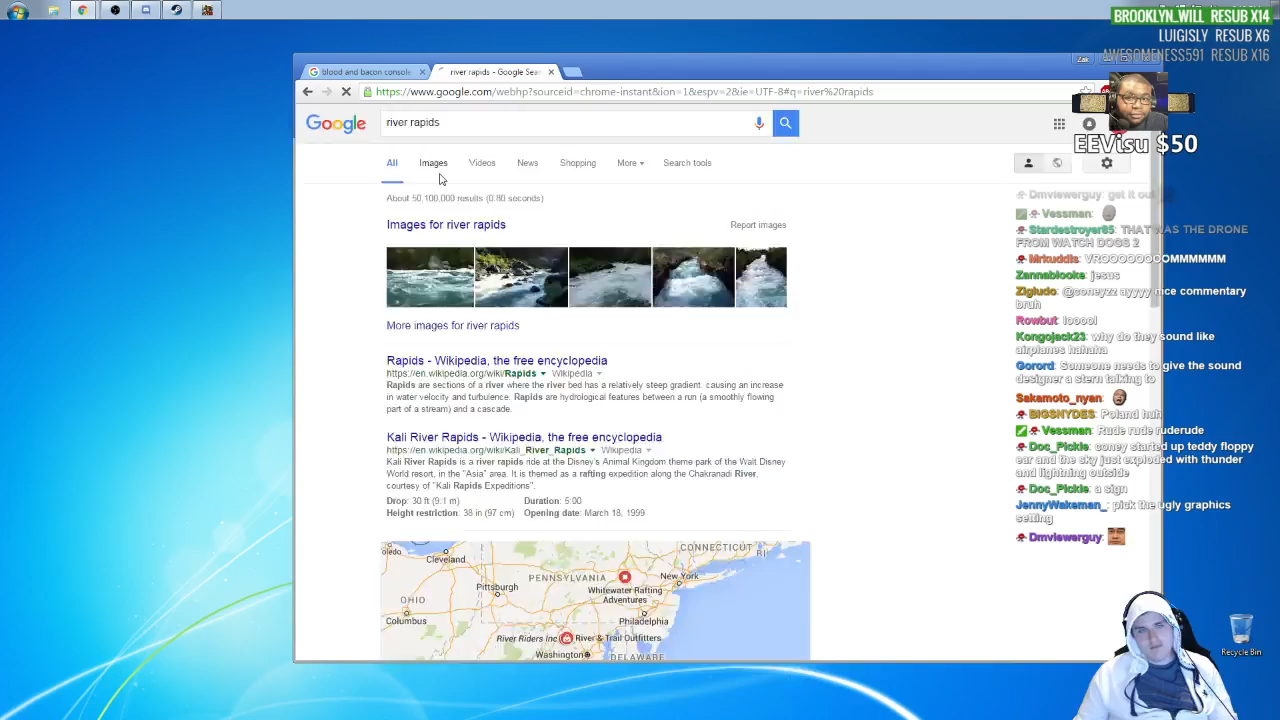 BROOKLYN_WILL RESUB X14
LUIGISLY RESUB X6
AWESOMENESS591 RESUB X16
Zak
blood and bacon console
river rapids - Google Sea
https://www.google.com/webhp?sourceid=chrome-instant&ion=1&espv=2&ie=UTF-8#q=river%20rapids
Google
river rapids
EEVisu $50
All Images Videos News Shopping More Search tools
About 50,100,000 results (0.80 seconds)
Images for river rapids
Report images
More images for river rapids
Rapids - Wikipedia, the free encyclopedia
https://en.wikipedia.org/wiki/Rapids Wikipedia
Rapids are sections of a river where the river bed has a relatively steep gradient, causing an increase
in water velocity and turbulence. Rapids are hydrological features between a run (a smoothly flowing
part of a stream) and a cascade.
Kali River Rapids - Wikipedia, the free encyclopedia
https://en.wikipedia.org/wiki/Kali_River_Rapids Wikipedia
Kali River Rapids is a river rapids ride at the Disney's Animal Kingdom theme park of the Walt Disney
World resort, in the "Asia" area. It is themed as a rafting expedition along the Chakranadi River,
courtesy of "Kali Rapids Expeditions".
Drop: 30 ft (9.1 m) Duration: 5:00
Height restriction: 38 in (97 cm) Opening date: March 18, 1999
Cleveland
CONNECTICUT
RI
PENNSYLVANIA
New York
Pittsburgh
Whitewater Rafting
Adventures
OHIO
Columbus
Philadelphia
River Riders Inc
River & Trail Outfitters
Washington
DELAWARE
Dmviewerguy: get it out
Vessman:
Stardestroyer85: THAT WAS THE DRONE
FROM WATCH DOGS 2
Mrkuddls: VROOOOOOOMMMMM
Zannablooke: jesus
Zigludo: @coneyzz ayyyy nice commentary
bruh
Rowbut: looool
Kongojack23: why do they sound like
airplanes hahaha
Gorord: Someone needs to give the sound
designer a stern talking to
Sakamoto_nyan:
BIGSNYDES: Poland huh
Vessman: Rude rude ruderude
Doc_Pickle: coney started up teddy floppy
ear and the sky just exploded with thunder
and lightning outside
Doc_Pickle: a sign
JennyWakeman_: pick the ugly graphics
setting
Dmviewerguy:
Recycle Bin